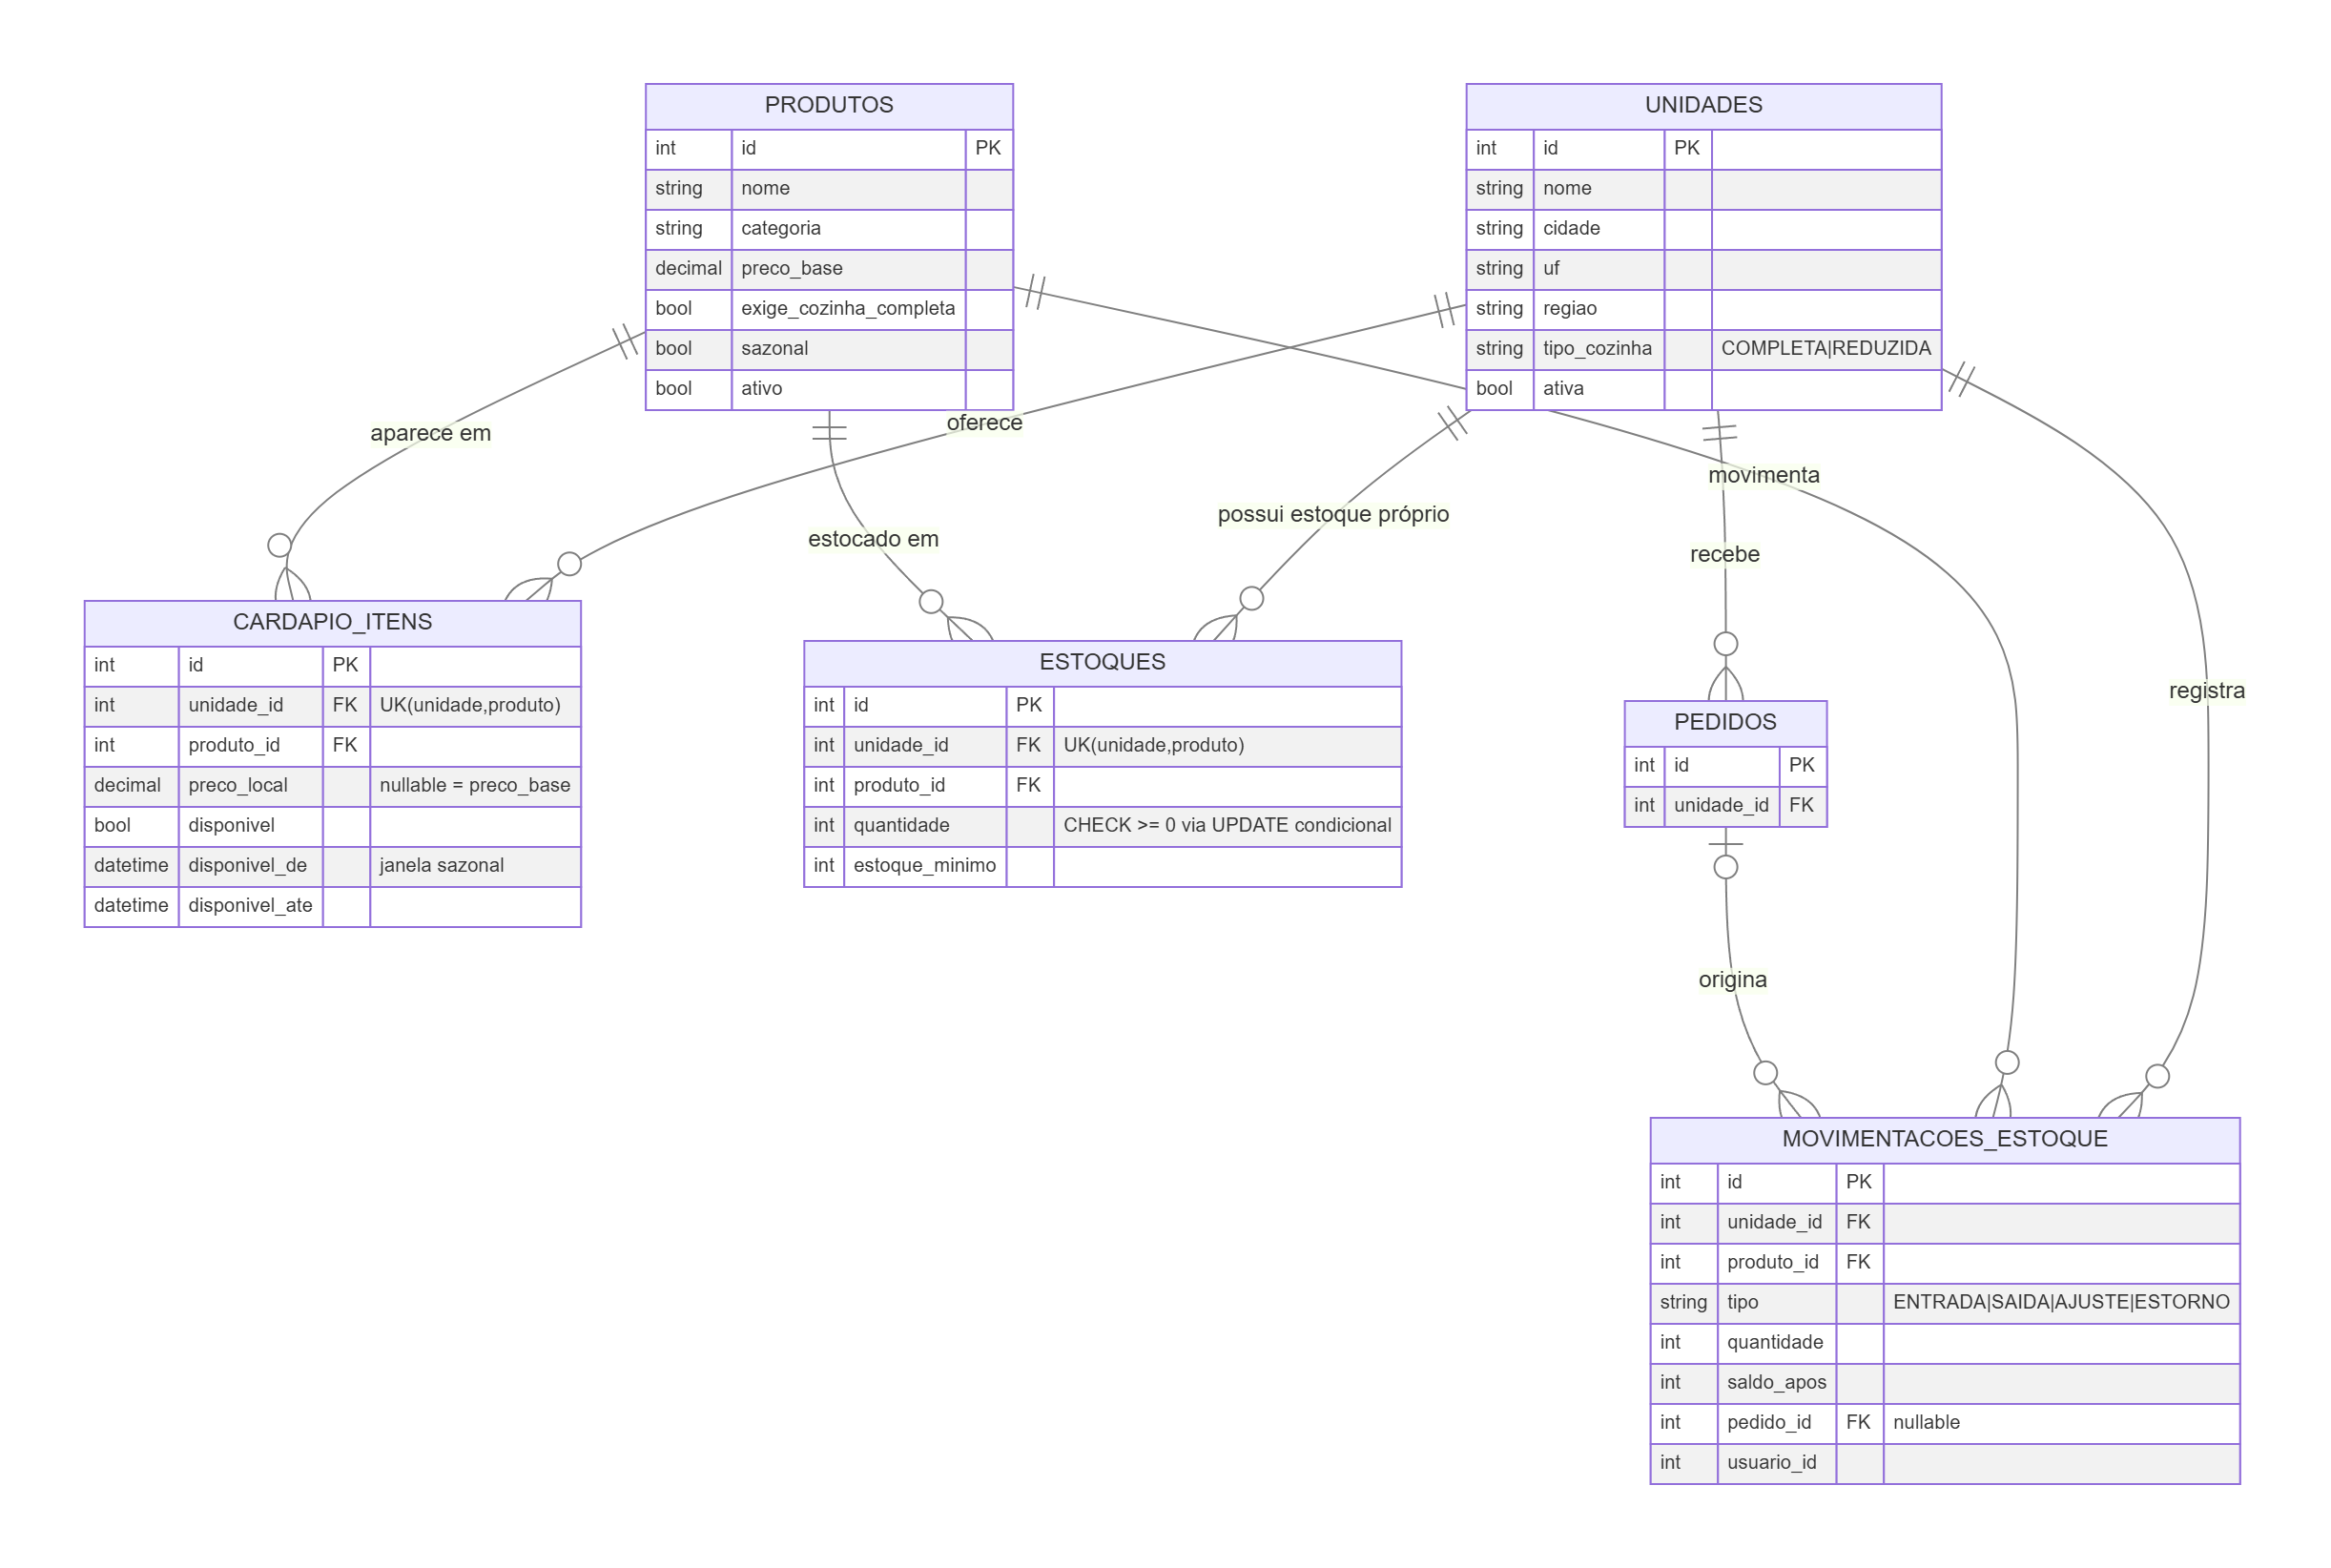 PRODUTOS
int id PK
string nome
string categoria
decimal preco_base
bool exige_cozinha_completa
bool sazonal
bool ativo
UNIDADES
int id PK
string nome
string cidade
string uf
string regiao
string tipo_cozinha COMPLETA|REDUZIDA
bool ativa
aparece em
oferece
estocado em
possui estoque próprio
movimenta
recebe
registra
CARDAPIO_ITENS
int id PK
int unidade_id FK UK(unidade,produto)
int produto_id FK
decimal preco_local nullable = preco_base
bool disponivel
datetime disponivel_de janela sazonal
datetime disponivel_ate
ESTOQUES
int id PK
int unidade_id FK UK(unidade,produto)
int produto_id FK
int quantidade CHECK >= 0 via UPDATE condicional
int estoque_minimo
PEDIDOS
int id PK
int unidade_id FK
origina
MOVIMENTACOES_ESTOQUE
int id PK
int unidade_id FK
int produto_id FK
string tipo ENTRADA|SAIDA|AJUSTE|ESTORNO
int quantidade
int saldo_apos
int pedido_id FK nullable
int usuario_id